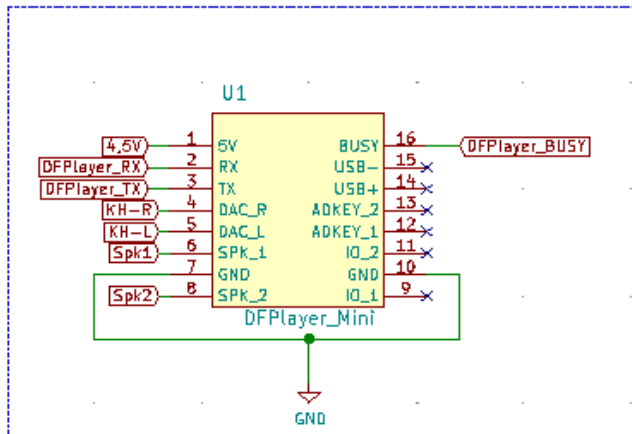 U1
4.5V 1 5V BUSY 16 DFPlayer_BUSY
DFPlayer_RX 2 RX USB- 15
DFPlayer_TX 3 TX USB+ 14
KH-R 4 DAC_R ADKEY_2 13
KH-L 5 DAC_L ADKEY_1 12
Spk1 6 SPK_1 IO_2 11
7 GND GND 10
Spk2 8 SPK_2 IO_1 9
DFPlayer_Mini
GND